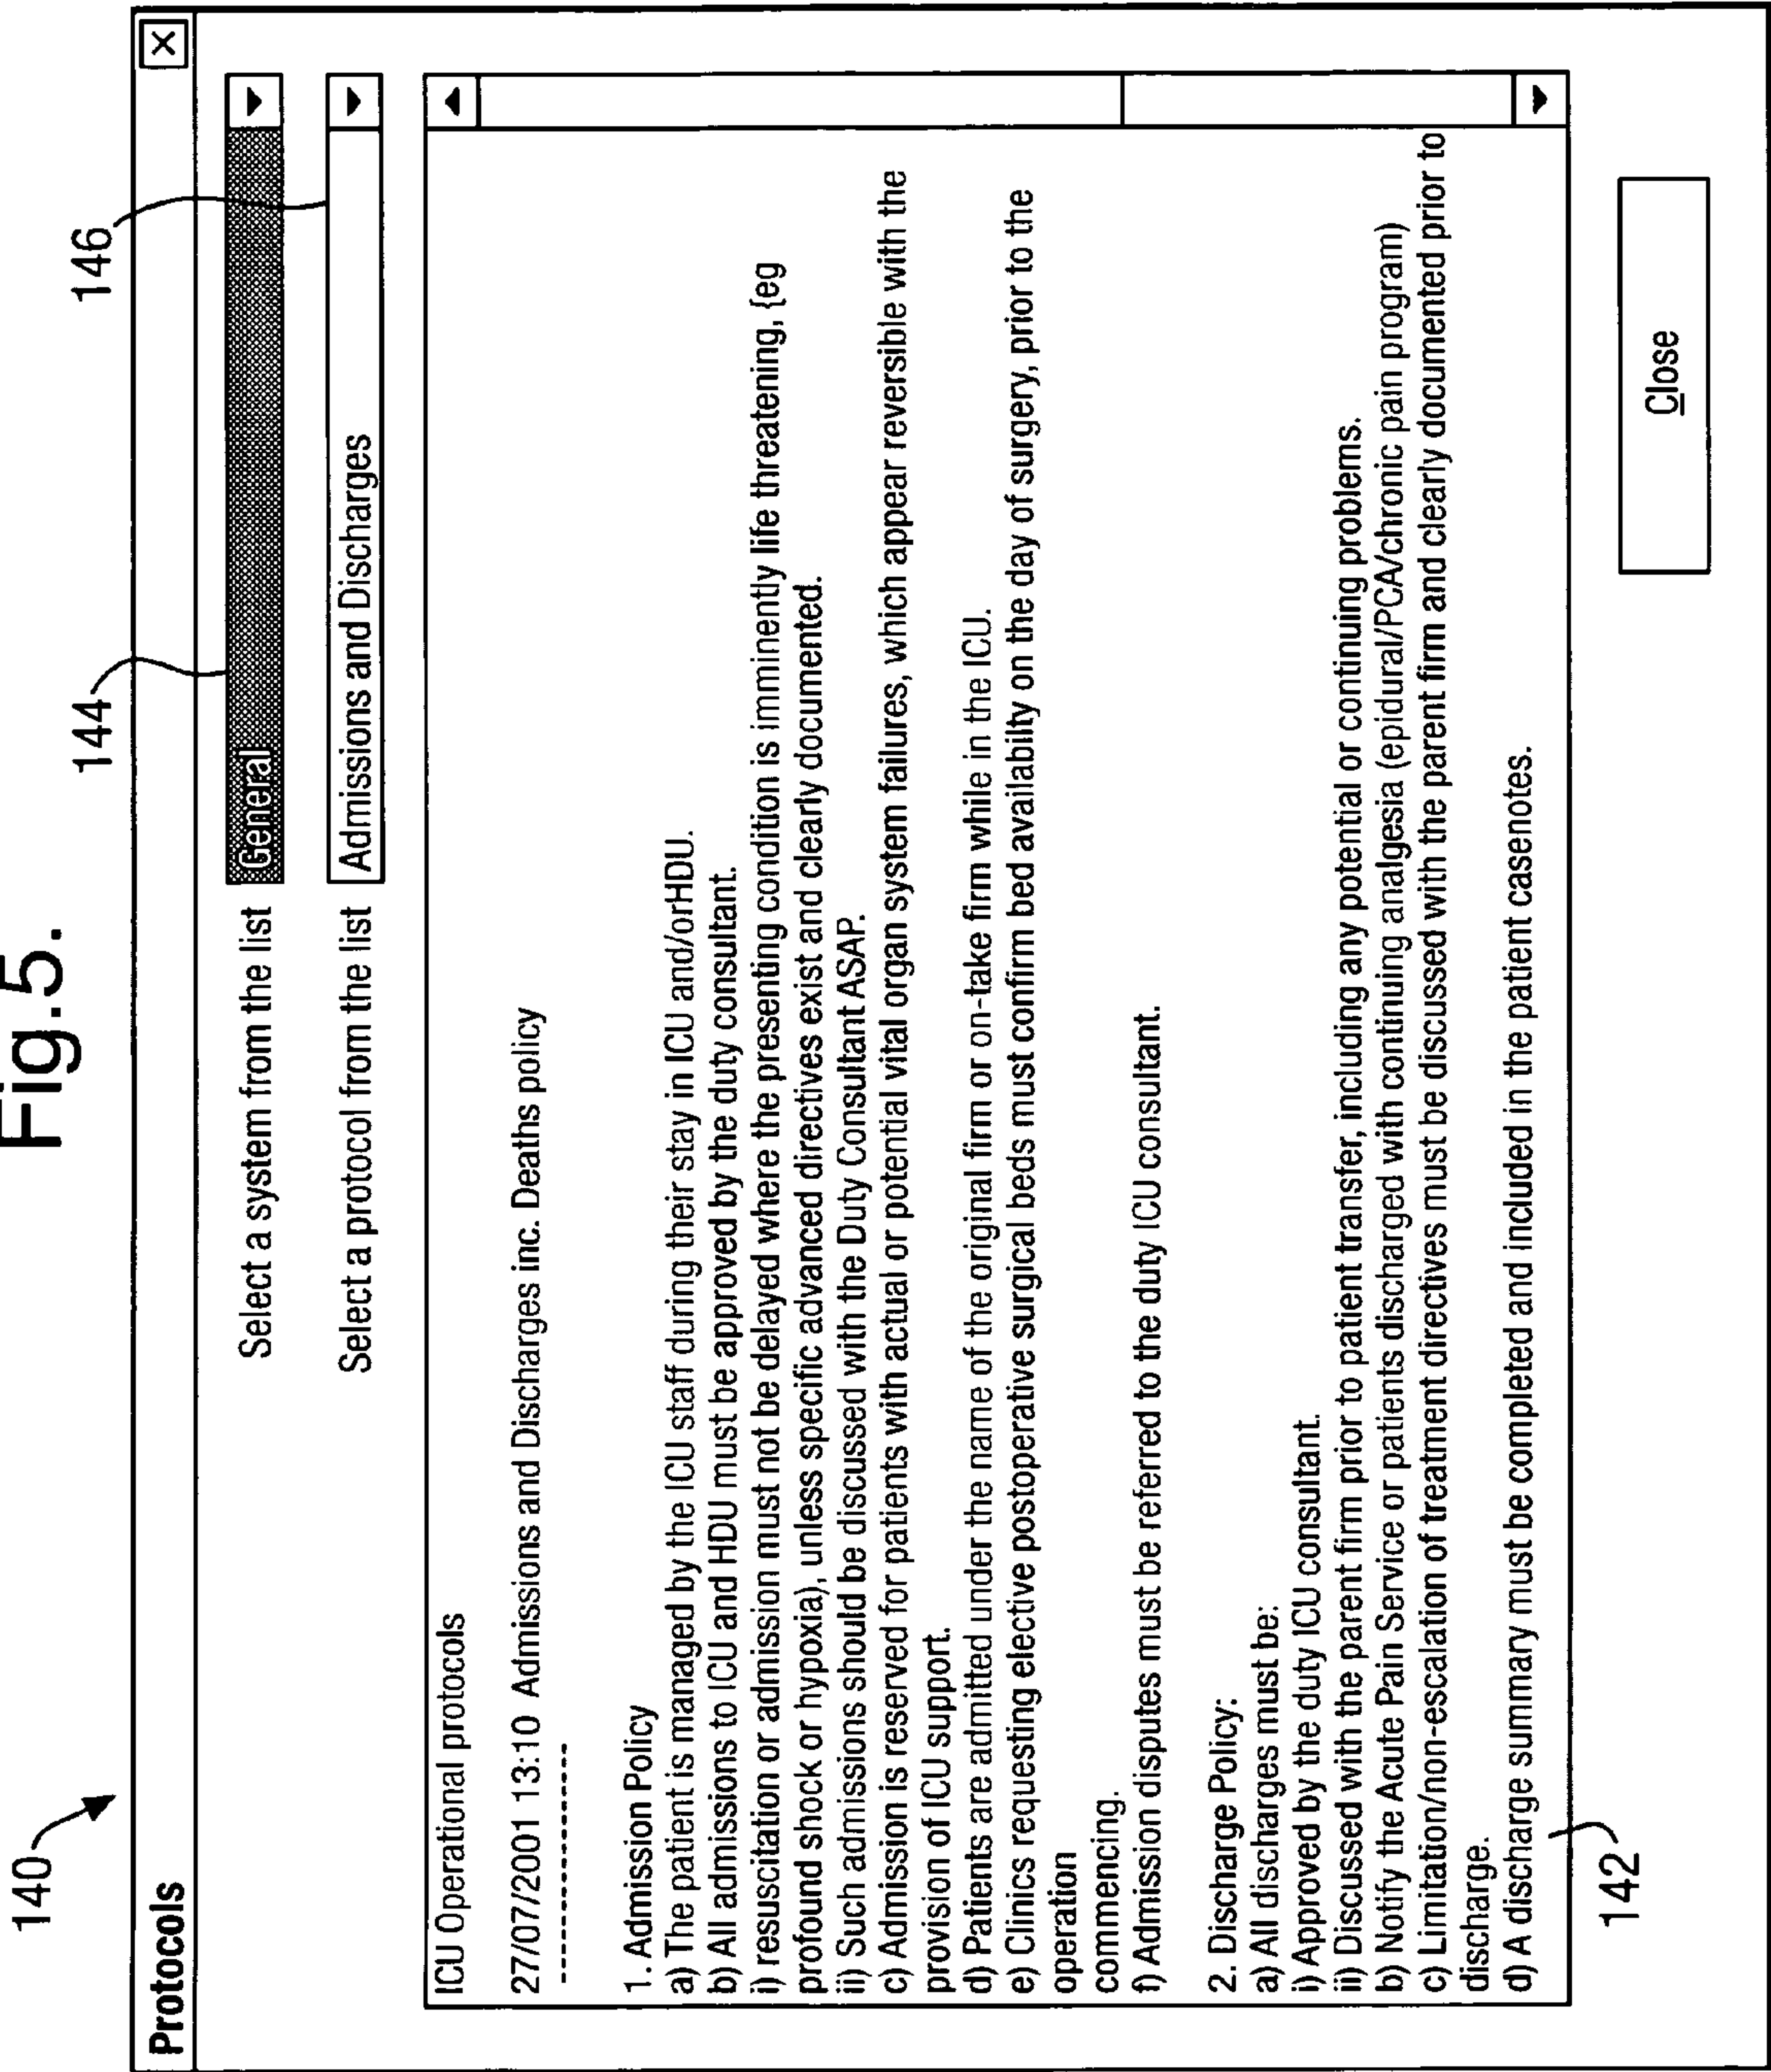 Fig.5.
140
144
146
Protocols
Select a system from the list General
Select a protocol from the list Admissions and Discharges
ICU Operational protocols
27/07/2001 13:10 Admissions and Discharges inc. Deaths policy
-------------
1. Admission Policy
a) The patient is managed by the ICU staff during their stay in ICU and/orHDU.
b) All admissions to ICU and HDU must be approved by the duty consultant.
i) resuscitation or admission must not be delayed where the presenting condition is imminently life threatening, {eg
profound shock or hypoxia), unless specific advanced directives exist and clearly documented.
ii) Such admissions should be discussed with the Duty Consultant ASAP.
c) Admission is reserved for patients with actual or potential vital organ system failures, which appear reversible with the
provision of ICU support.
d) Patients are admitted under the name of the original firm or on-take firm while in the ICU.
e) Clinics requesting elective postoperative surgical beds must confirm bed availabilty on the day of surgery, prior to the
operation
commencing.
f) Admission disputes must be referred to the duty ICU consultant.
2. Discharge Policy:
a) All discharges must be:
i) Approved by the duty ICU consultant.
ii) Discussed with the parent firm prior to patient transfer, including any potential or continuing problems.
b) Notify the Acute Pain Service or patients discharged with continuing analgesia (epidural/PCA/chronic pain program)
c) Limitation/non-escalation of treatment directives must be discussed with the parent firm and clearly documented prior to
discharge.
d) A discharge summary must be completed and included in the patient casenotes.
142
Close